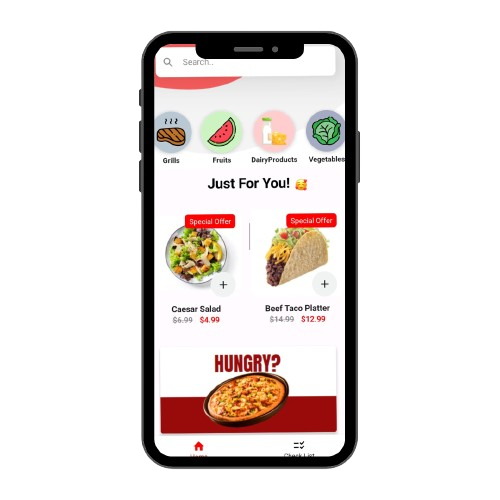 Search..
Grills Fruits DairyProducts Vegetables
Just For You! 🥰
Special Offer Special Offer
+ +
Caesar Salad Beef Taco Platter
$6.99 $4.99 $14.99 $12.99
HUNGRY?
Home Check List